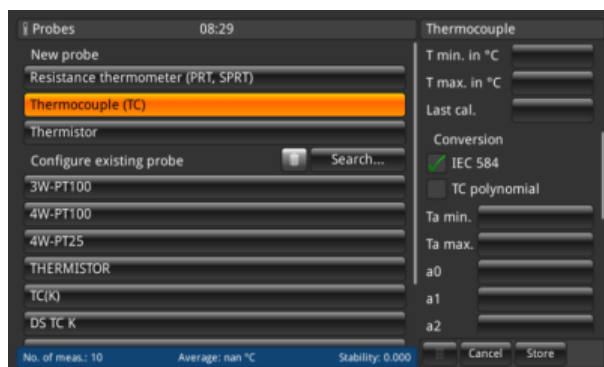 Probes 08:29
New probe
Resistance thermometer (PRT, SPRT)
Thermocouple (TC)
Thermistor
Configure existing probe Search...
3W-PT100
4W-PT100
4W-PT25
THERMISTOR
TC(K)
DS TC K
No. of meas.: 10 Average: nan °C Stability: 0.000
Thermocouple
T min. in °C
T max. in °C
Last cal.
Conversion
IEC 584
TC polynomial
Ta min.
Ta max.
a0
a1
a2
Cancel Store